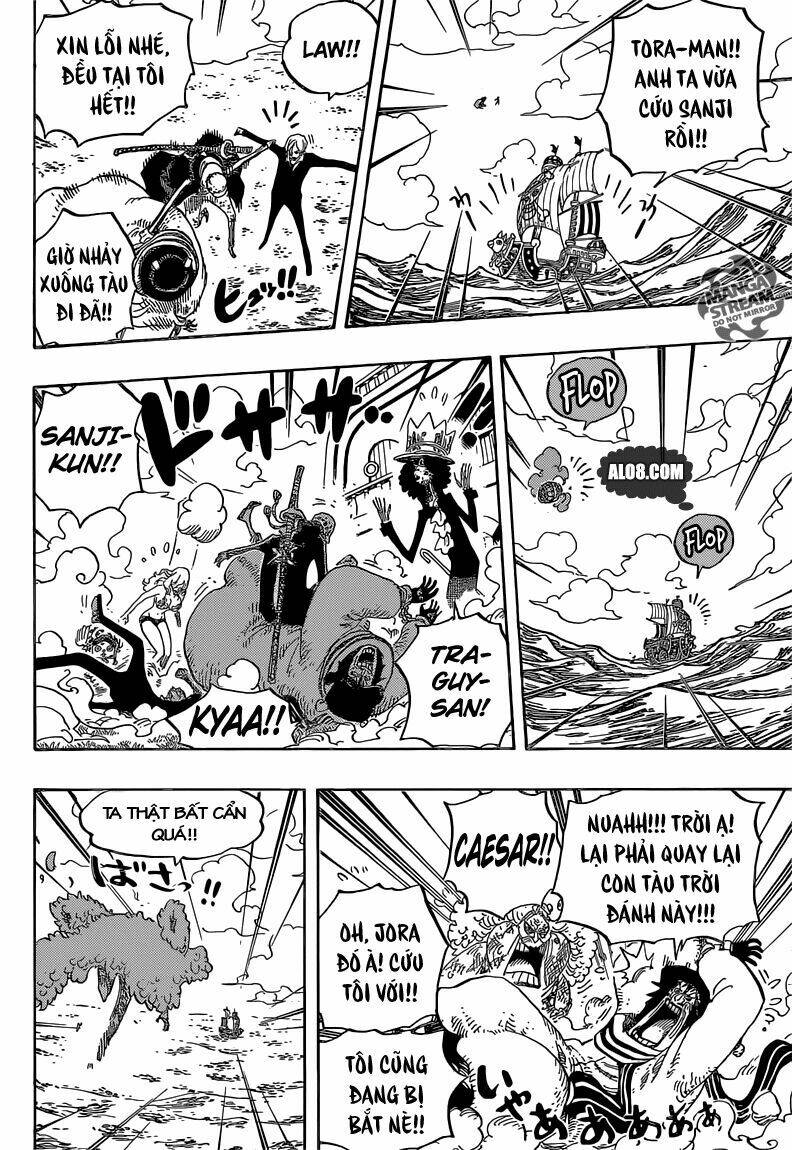 TORA-MAN!!
ANH TA VỪA
CỨU SANJI
RỒI!!
LAW!!
XIN LỖI NHÉ,
ĐỀU TẠI TÔI
HẾT!!
GIỜ NHẢY
XUỐNG TÀU
ĐI ĐÃ!!
ヒュッ!!
MANGA
STREAM
DO NOT MIRROR
FLOP
ALO8.COM
FLOP
SANJI-
KUN!!
ドサササ
TRA-
GUY-
SAN!
KYAA!!
NUAHH!!! TRỜI Ạ!
LẠI PHẢI QUAY LẠI
CON TÀU TRỜI
ĐÁNH NÀY!!!
CAESAR!!
OH, JORA
ĐÓ À! CỨU
TÔI VỚI!!
TÔI CŨNG
ĐANG BỊ
BẮT NÈ!!
いやああああ
TA THẬT BẤT CẨN
QUÁ!!
ばさっ!!